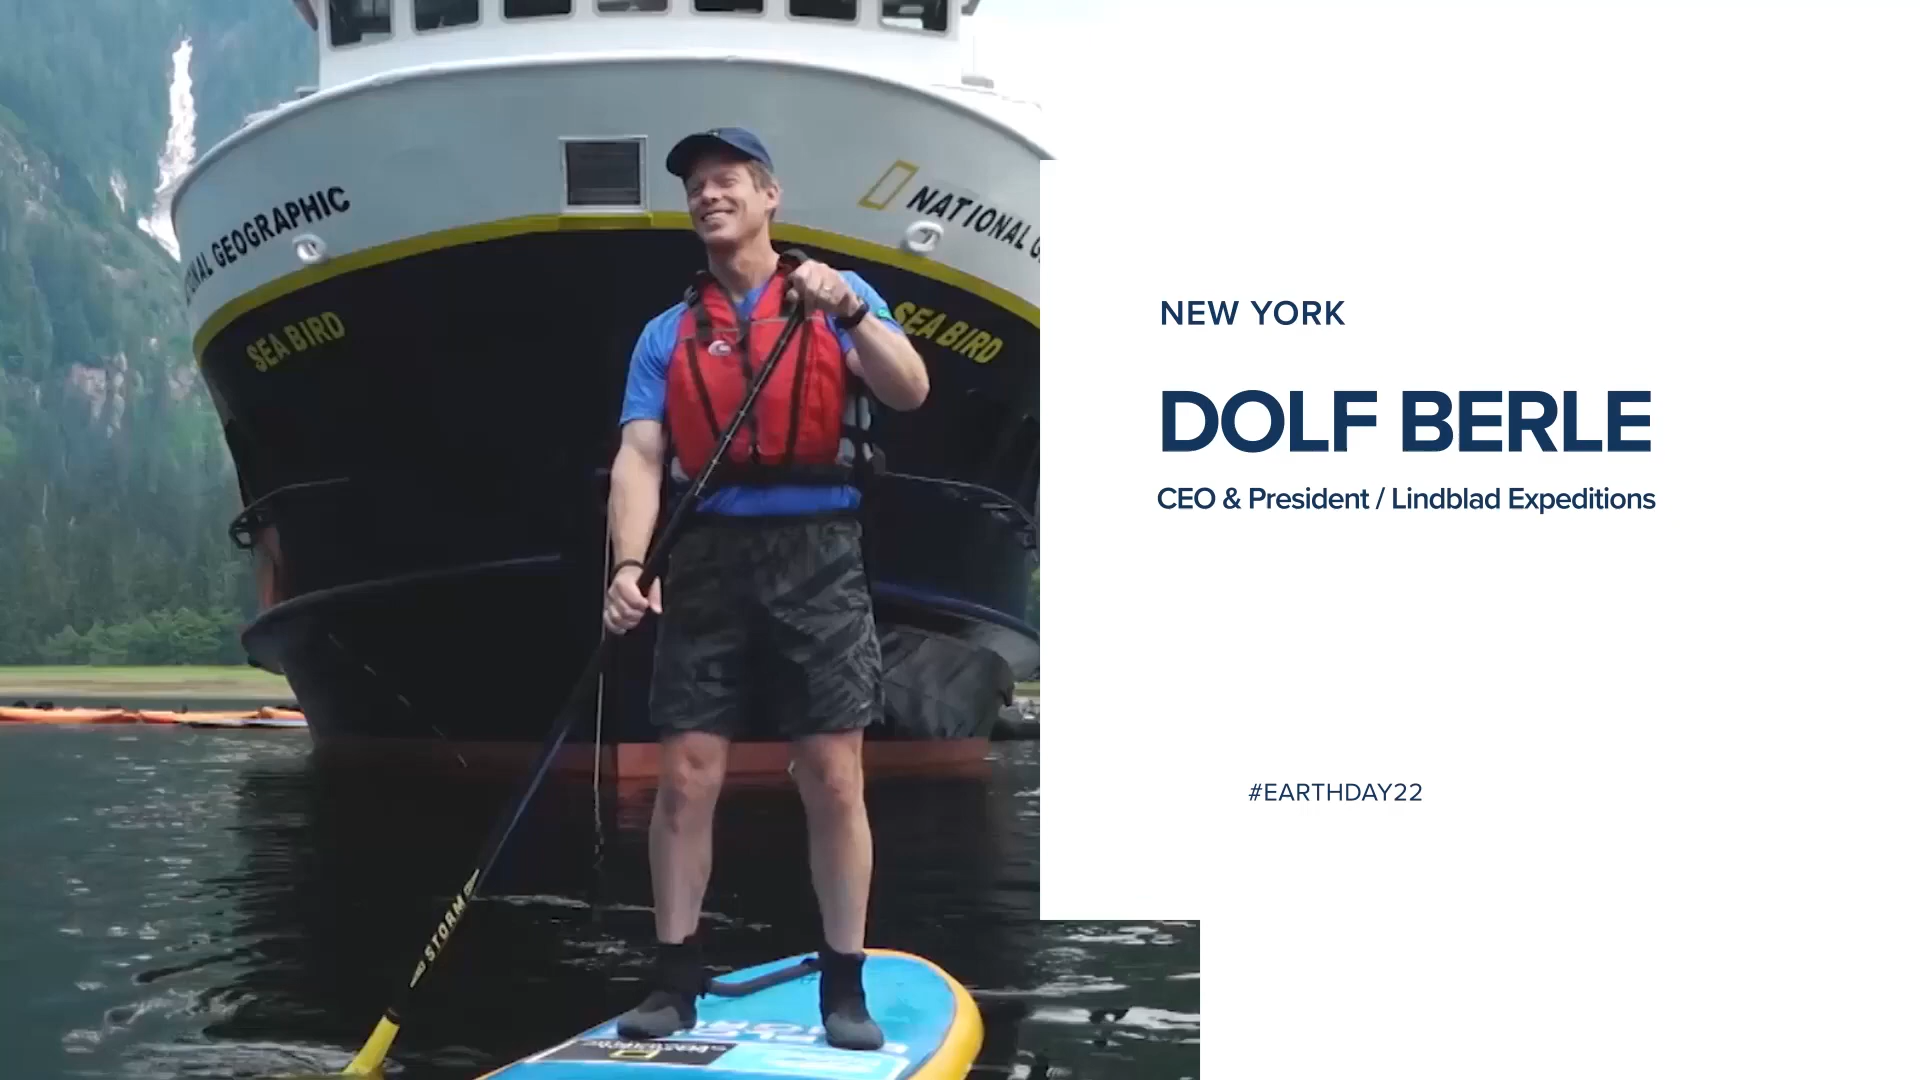 NATIONAL GEOGRAPHIC
NATIONAL
SEA BIRD
SEA BIRD
NEW YORK
DOLF BERLE
CEO & President / Lindblad Expeditions
#EARTHDAY22
STORM